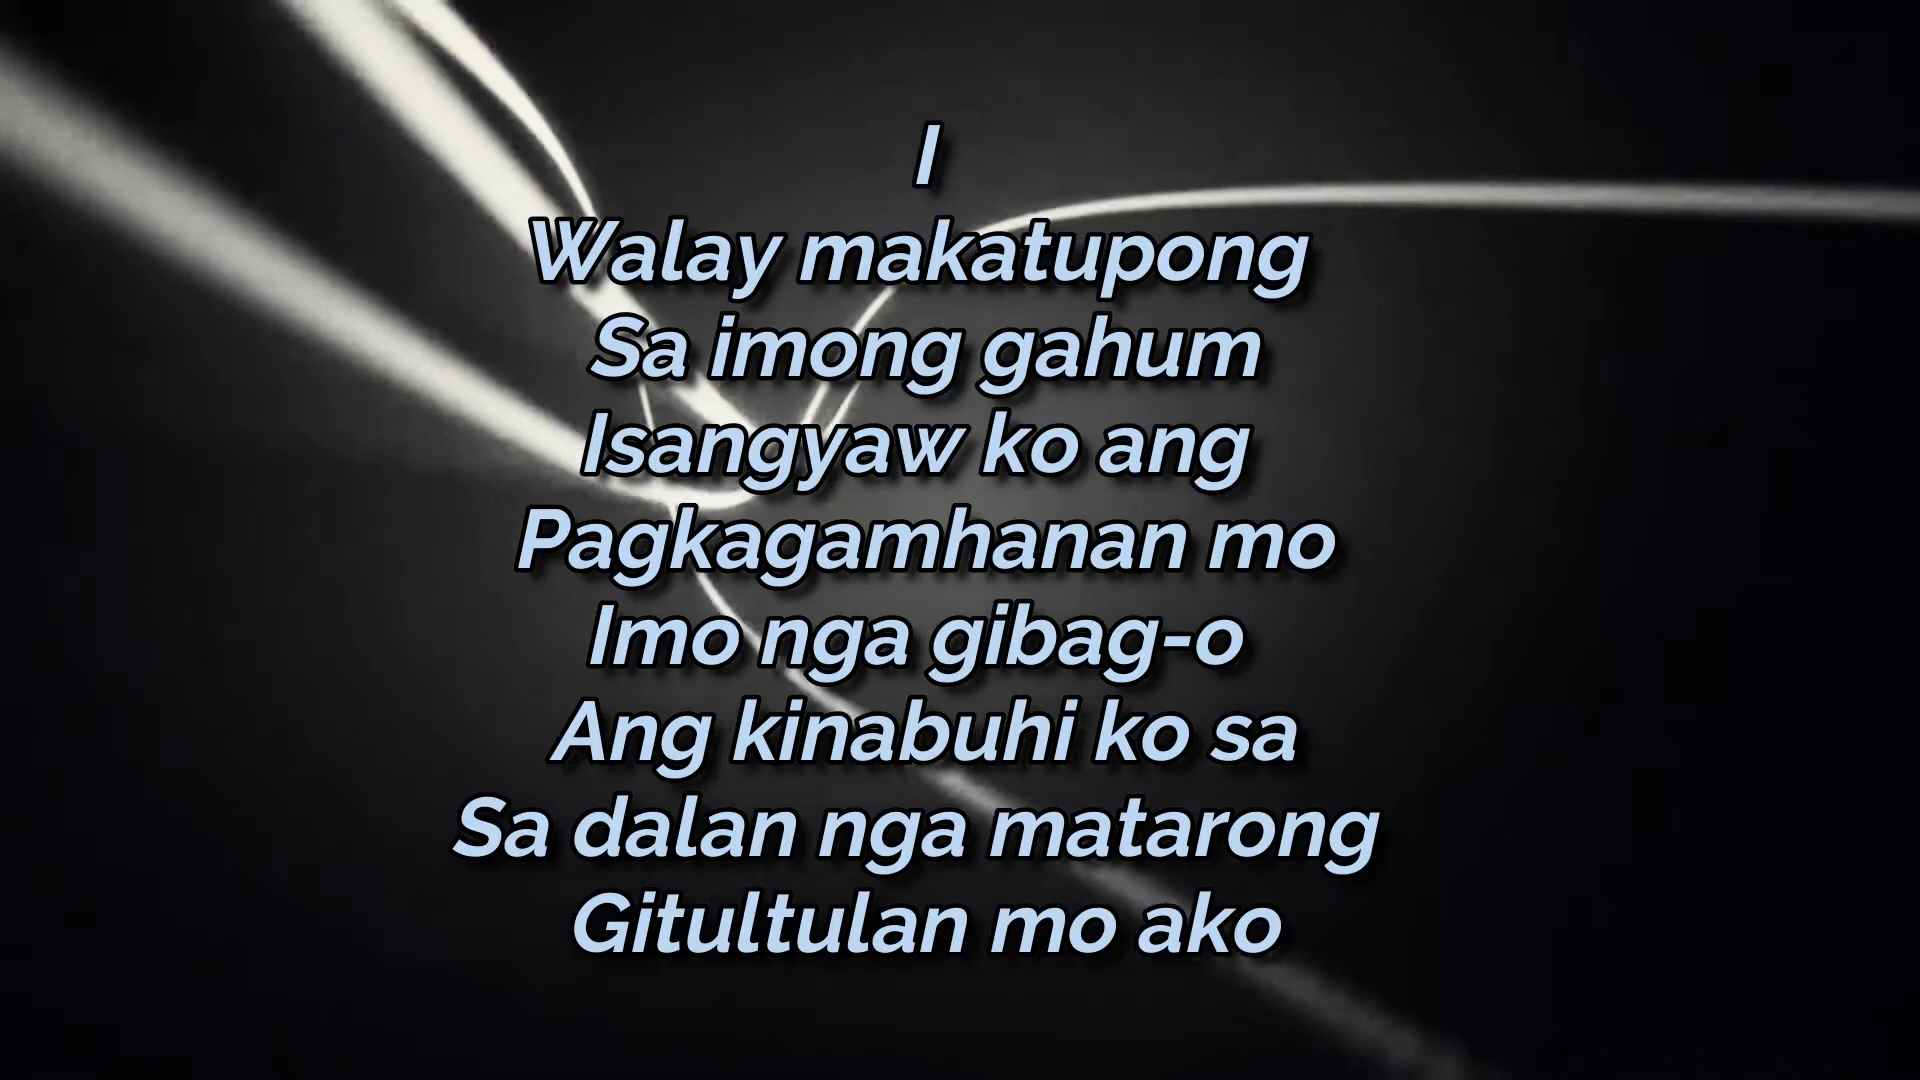 I
Walay makatupong
Sa imong gahum
Isangyaw ko ang
Pagkagamhanan mo
Imo nga gibag-o
Ang kinabuhi ko sa
Sa dalan nga matarong
Gitultulan mo ako